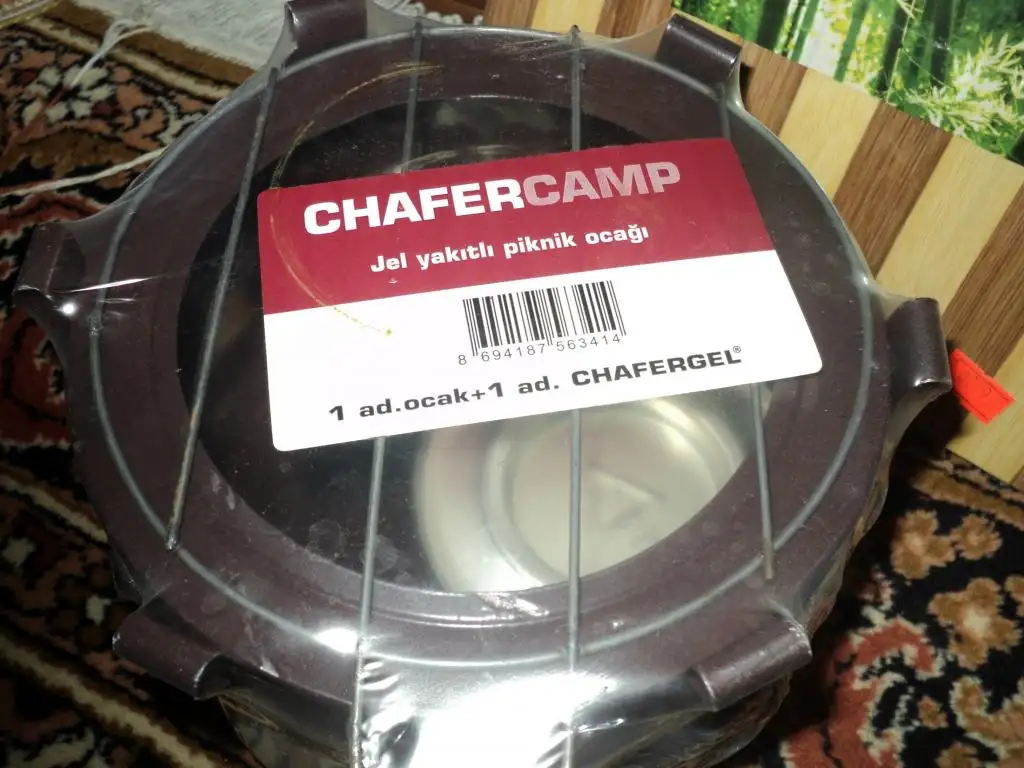 CHAFERCAMP
Jel yakıtlı piknik ocağı
8 694187 563414
1 ad.ocak+1 ad. CHAFERGEL®